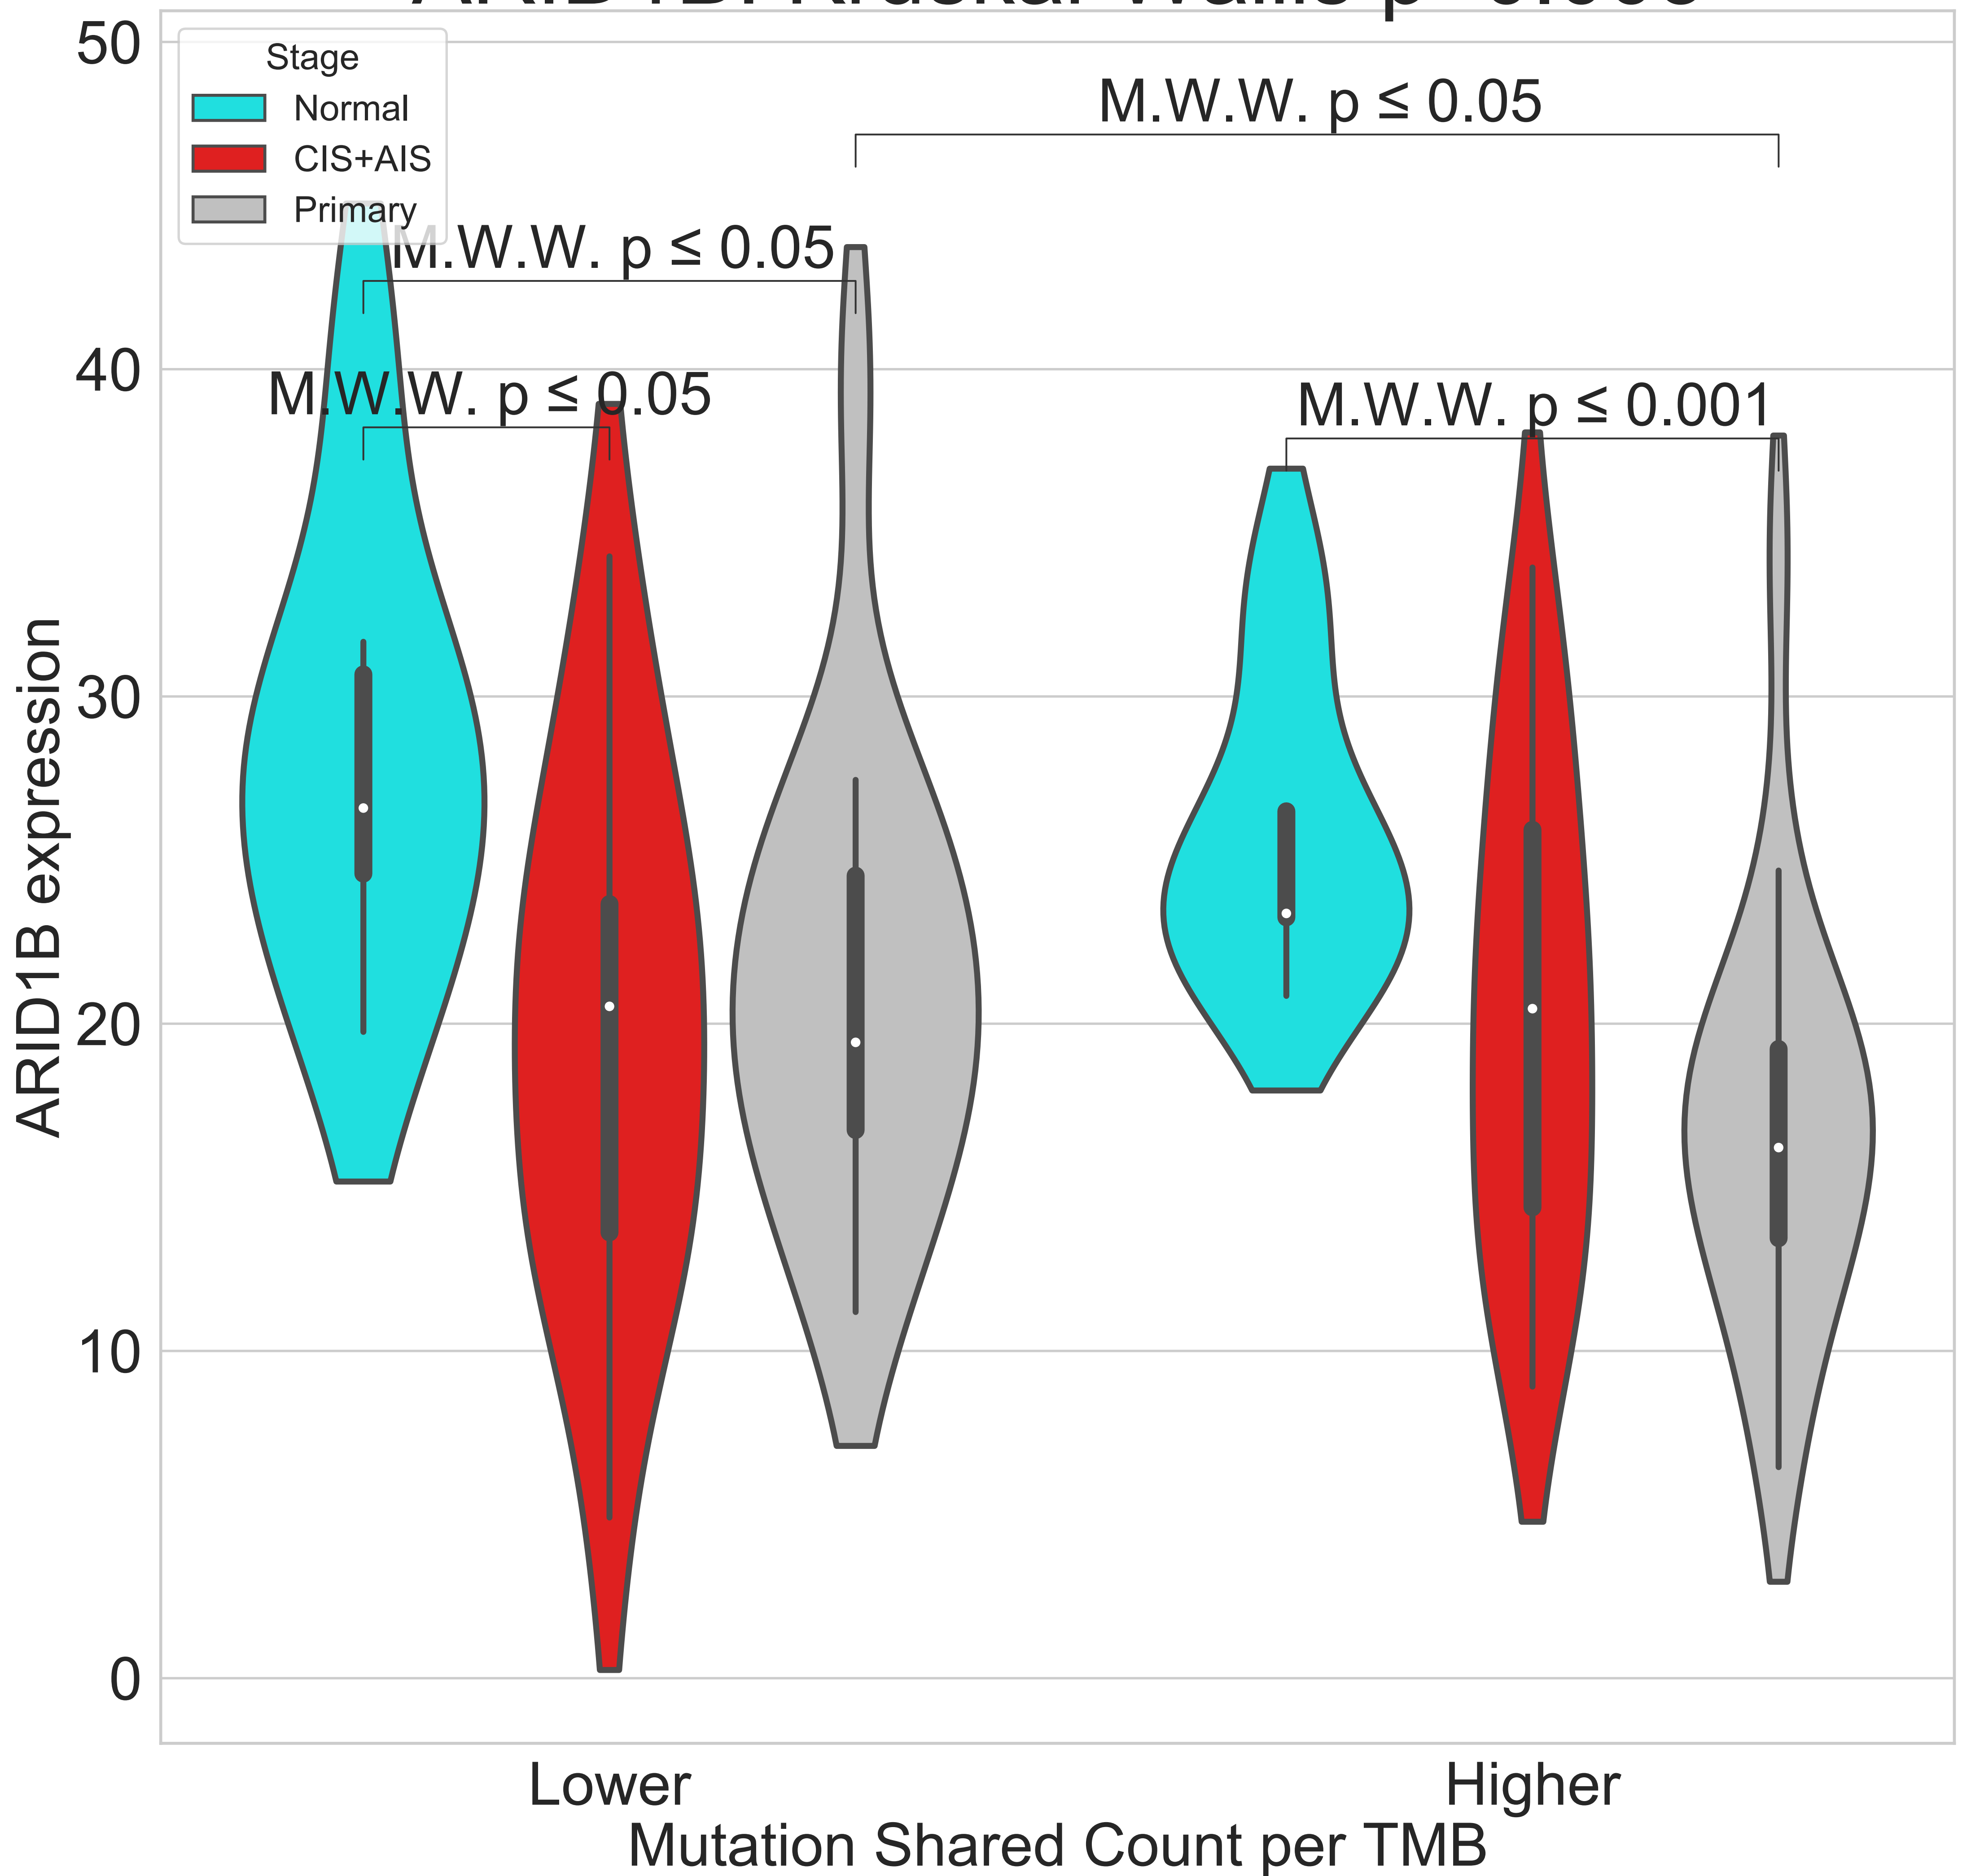 50
Stage
Normal
CIS+AIS
Primary
M.W.W. p ≤ 0.05
M.W.W. p ≤ 0.05
40
M.W.W. p ≤ 0.05
M.W.W. p ≤ 0.001
30
ARID1B expression
20
10
0
Lower
Higher
Mutation Shared Count per TMB